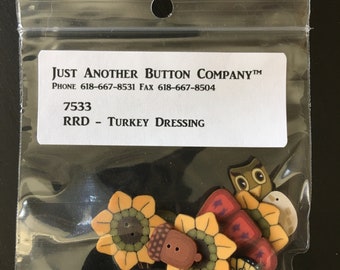 Just Another Button Company™
Phone 618-667-8531 Fax 618-667-8504
7533
RRD - Turkey Dressing